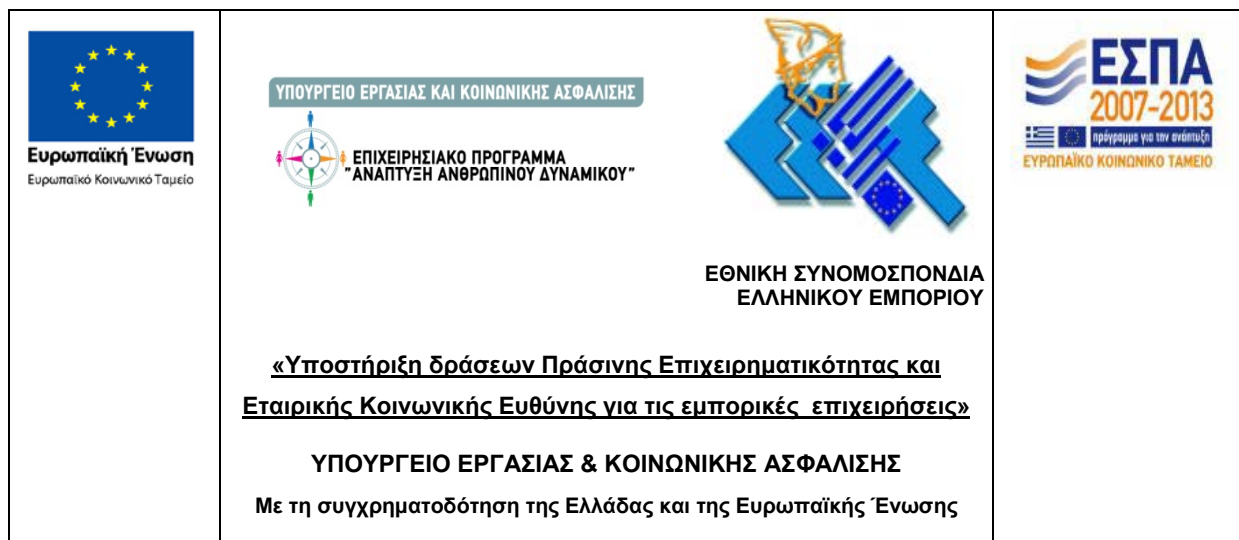 Ευρωπαϊκή Ένωση
Ευρωπαϊκό Κοινωνικό Ταμείο
ΥΠΟΥΡΓΕΙΟ ΕΡΓΑΣΙΑΣ ΚΑΙ ΚΟΙΝΩΝΙΚΗΣ ΑΣΦΑΛΙΣΗΣ
ΕΠΙΧΕΙΡΗΣΙΑΚΟ ΠΡΟΓΡΑΜΜΑ
"ΑΝΑΠΤΥΞΗ ΑΝΘΡΩΠΙΝΟΥ ΔΥΝΑΜΙΚΟΥ"
ΕΘΝΙΚΗ ΣΥΝΟΜΟΣΠΟΝΔΙΑ
ΕΛΛΗΝΙΚΟΥ ΕΜΠΟΡΙΟΥ
«Υποστήριξη δράσεων Πράσινης Επιχειρηματικότητας και
Εταιρικής Κοινωνικής Ευθύνης για τις εμπορικές επιχειρήσεις»
ΥΠΟΥΡΓΕΙΟ ΕΡΓΑΣΙΑΣ & ΚΟΙΝΩΝΙΚΗΣ ΑΣΦΑΛΙΣΗΣ
Με τη συγχρηματοδότηση της Ελλάδας και της Ευρωπαϊκής Ένωσης
ΕΣΠΑ
2007-2013
πρόγραμμα για την ανάπτυξη
ΕΥΡΩΠΑΪΚΟ ΚΟΙΝΩΝΙΚΟ ΤΑΜΕΙΟ